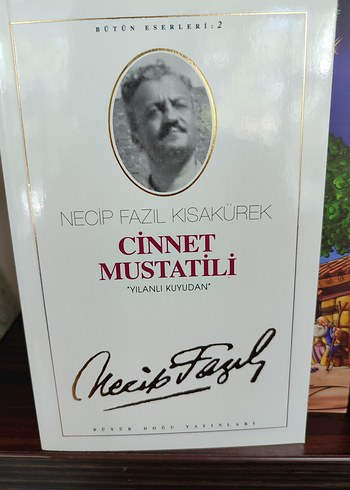 BÜTÜN ESERLERİ: 2
NECİP FAZIL KISAKÜREK
CİNNET
MUSTATİLİ
"YILANLI KUYUDAN"
Necip Fazıl
BÜYÜK DOĞU YAYINLARI